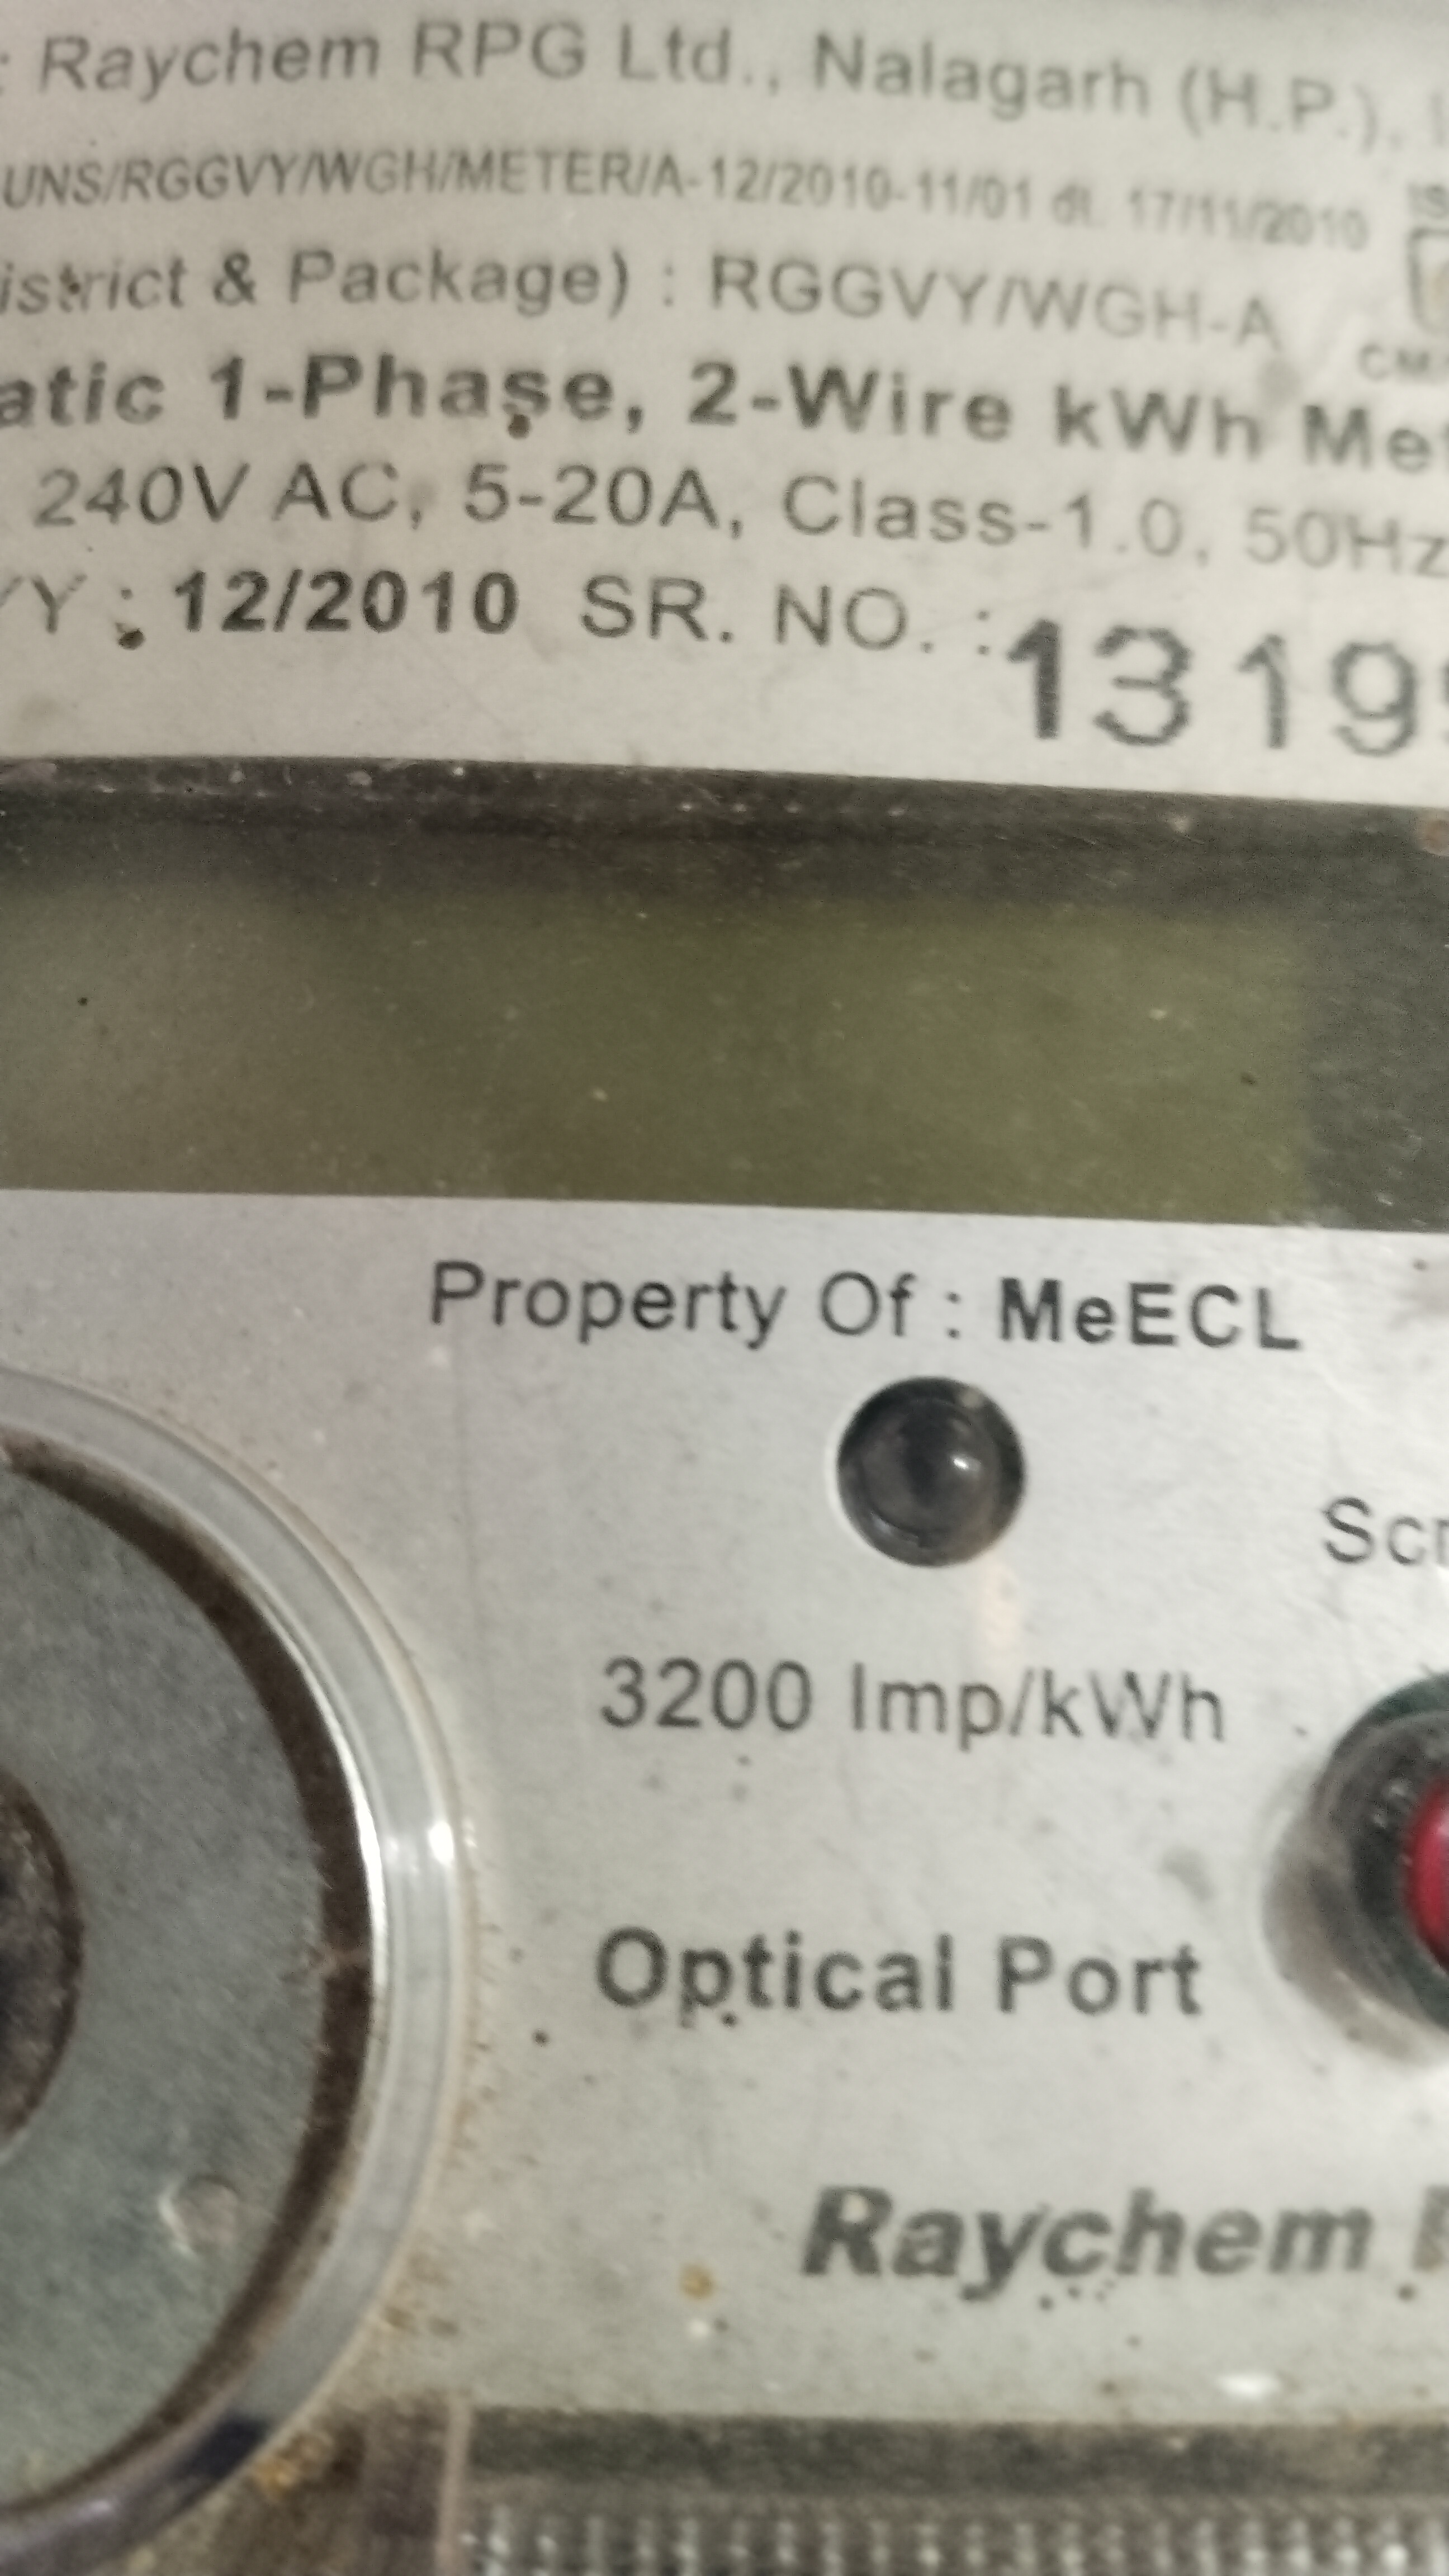 : Raychem RPG Ltd., Nalagarh (H.P.),
UNS/RGGVY/WGH/METER/A-12/2010-11/01 dt. 17/11/2010
istrict & Package) : RGGVY/WGH-A
CM
atic 1-Phase, 2-Wire kWh Me
240V AC, 5-20A, Class-1.0, 50Hz
Y : 12/2010 SR. NO. : 1319
Property Of : MeECL
Scr
3200 Imp/kWh
Optical Port
Raychem